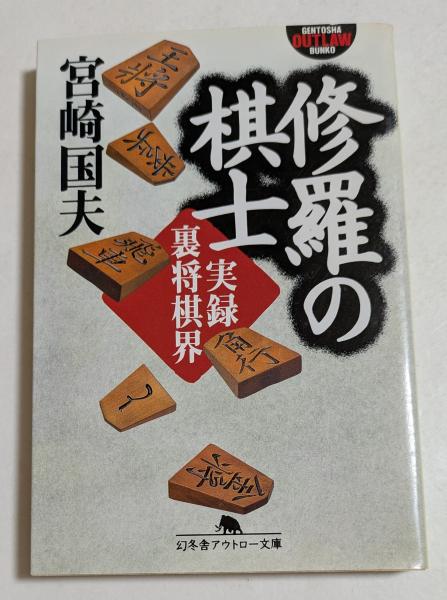 GENTOSHA
OUTLAW
BUNKO
修羅の
棋士
実録
裏将棋界
宮崎国夫
王将
飛車
角行
幻冬舎アウトロー文庫